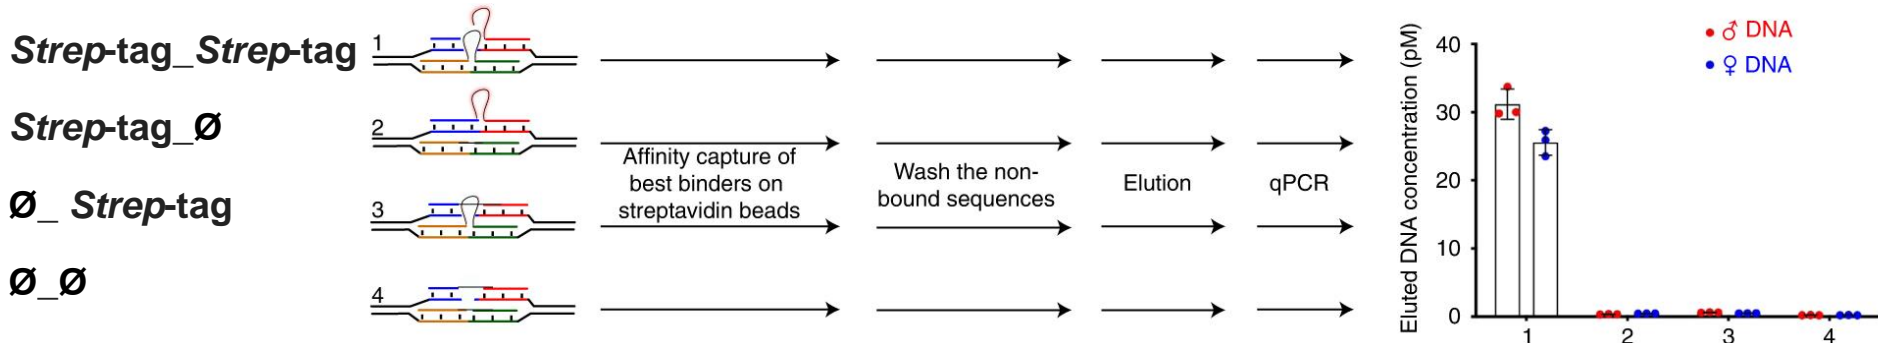 Strep-tag_Strep-tag
1
Strep-tag_Ø
2
Ø_ Strep-tag
3
Ø_Ø
4
Affinity capture of
best binders on
streptavidin beads
Wash the non-
bound sequences
Elution
qPCR
Eluted DNA concentration (pM)
40
30
20
10
0
1
2
3
4
♂ DNA
♀ DNA